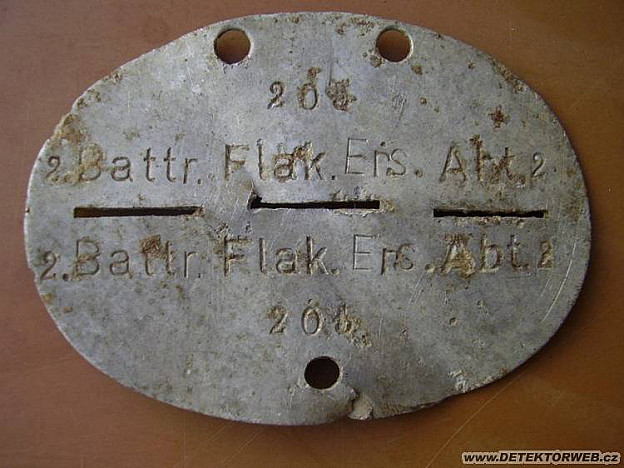 2. Battr. Flak. Ers. Abt. 2
2. Battr. Flak. Ers. Abt. 2
www.DETEKTORWEB.cz